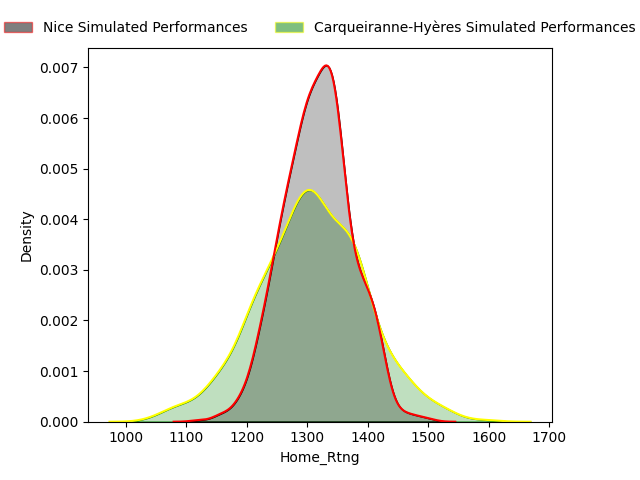 Nice Simulated Performances Carqueiranne-Hyères Simulated Performances
0.007
0.006
0.005
0.004
0.003
0.002
0.001
0.000
Density
1000 1100 1200 1300 1400 1500 1600 1700
Home_Rtng